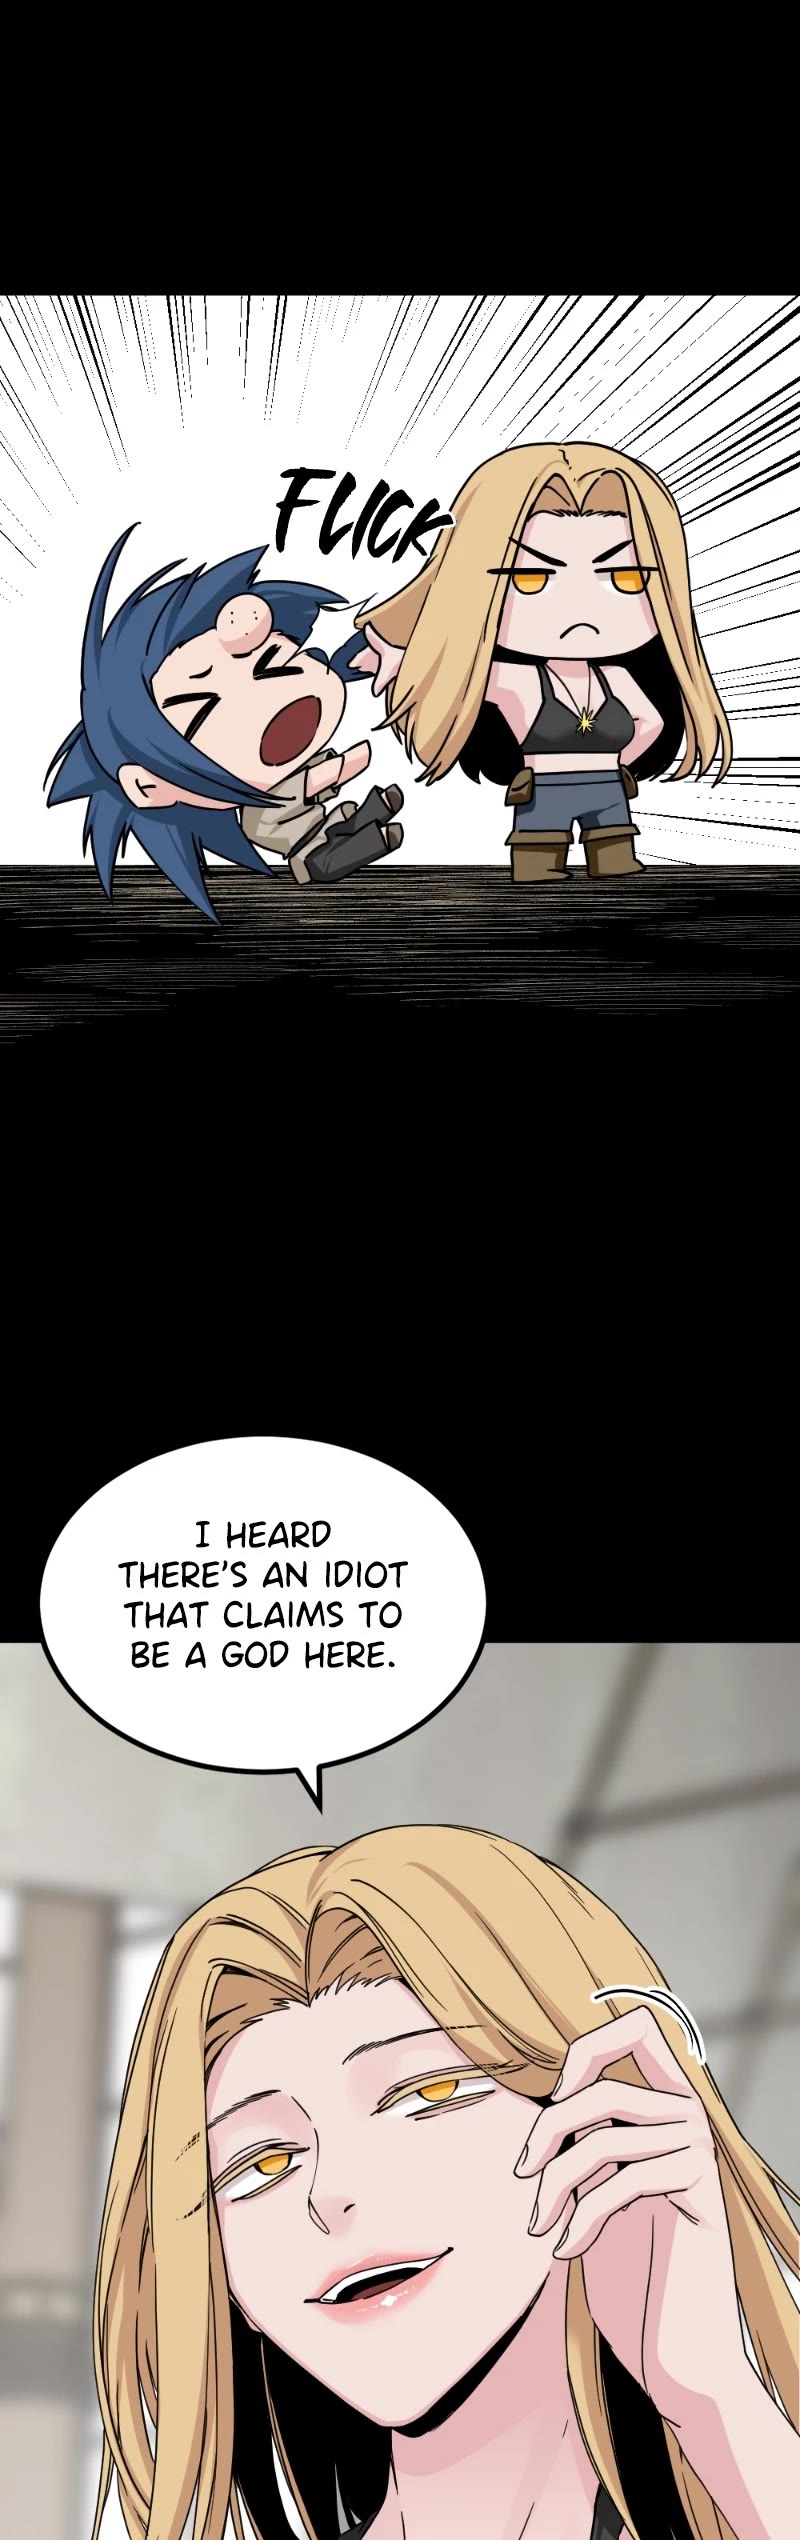 FLICK
I HEARD
THERE'S AN IDIOT
THAT CLAIMS TO
BE A GOD HERE.